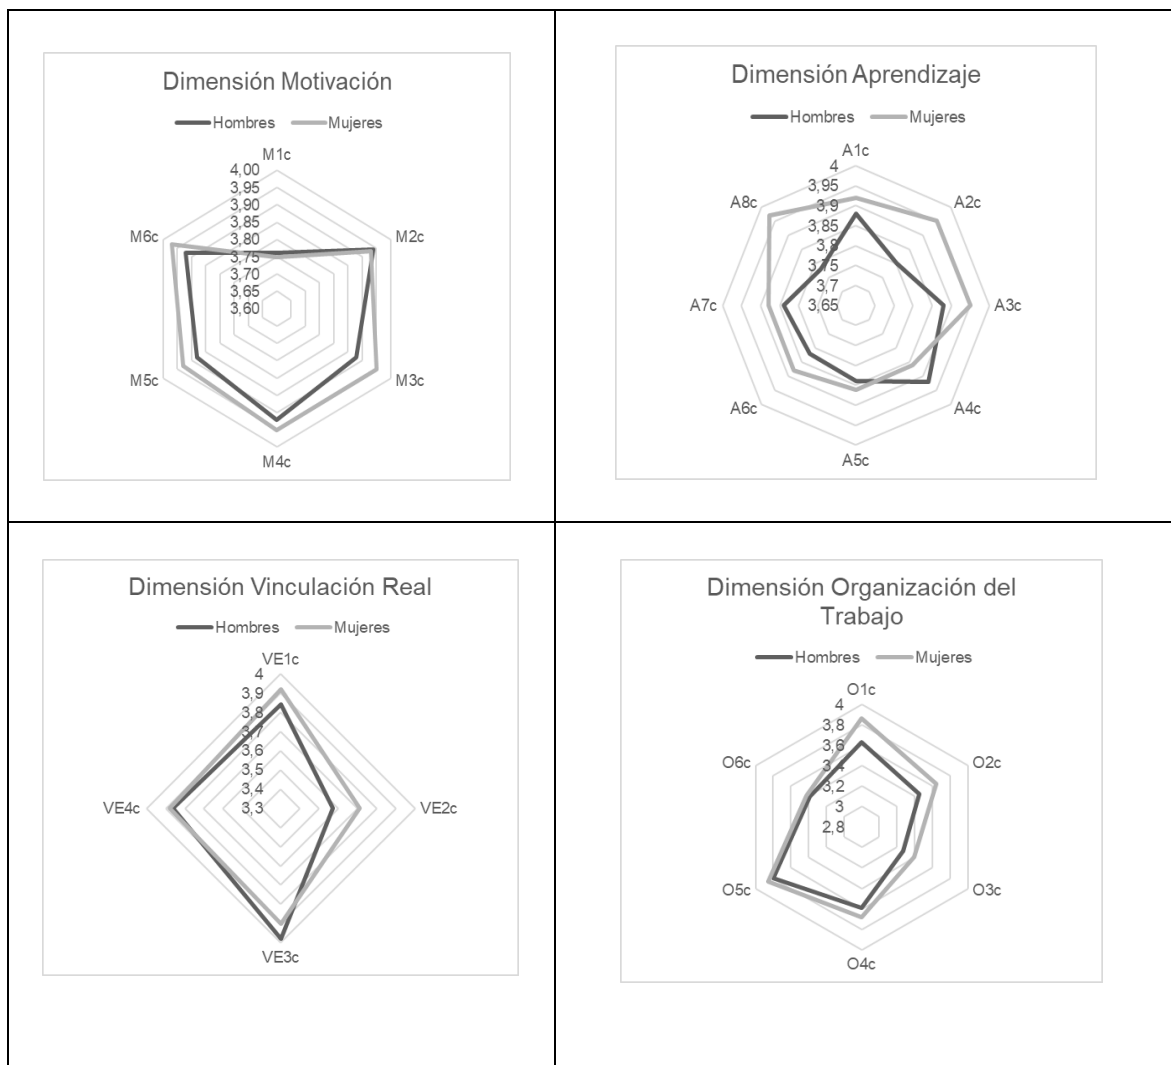 Dimensión Motivación
Hombres Mujeres
M1c
4,00
3,95
3,90
3,85
3,80
3,75
3,70
3,65
3,60
M6c
M2c
M5c
M3c
M4c
Dimensión Aprendizaje
Hombres Mujeres
A1c
4
3,95
3,9
3,85
3,8
3,75
3,7
3,65
A8c
A2c
A7c
A3c
A6c
A4c
A5c
Dimensión Vinculación Real
Hombres Mujeres
VE1c
4
3,9
3,8
3,7
3,6
3,5
3,4
3,3
VE4c
VE2c
VE3c
Dimensión Organización del
Trabajo
Hombres Mujeres
O1c
4
3,8
3,6
3,4
3,2
3
2,8
O6c
O2c
O5c
O3c
O4c